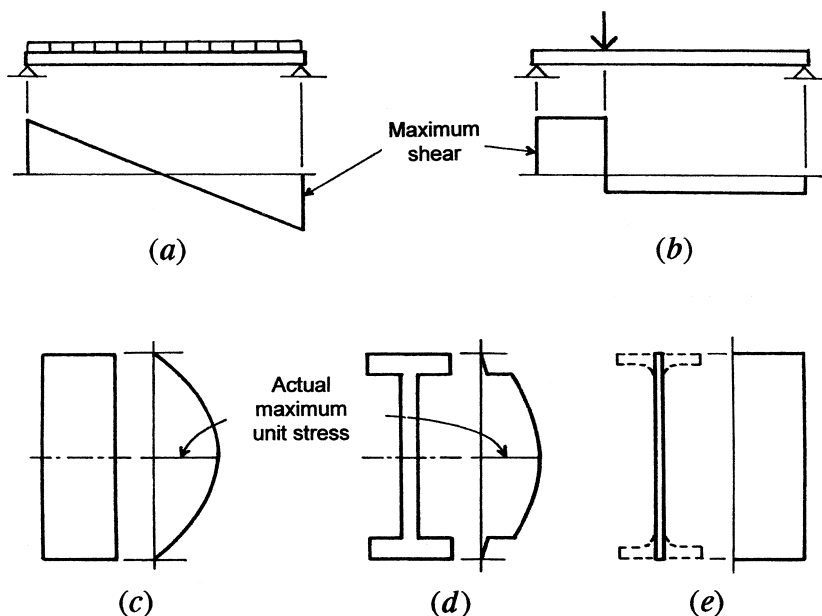 Maximum
shear
(a)
(b)
Actual
maximum
unit stress
(c)
(d)
(e)